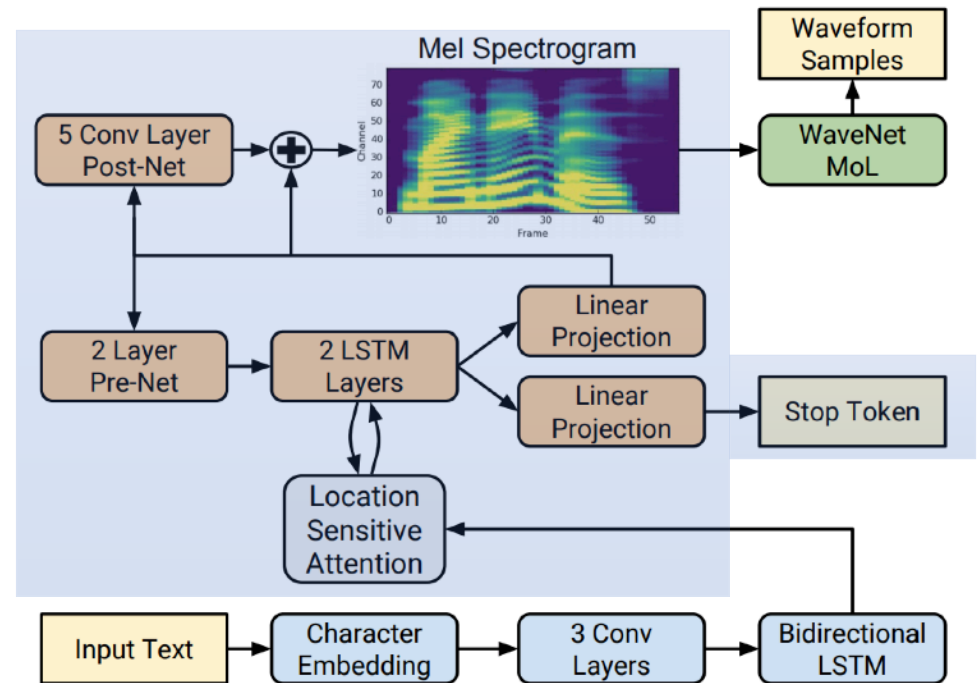 Waveform
Samples
Mel Spectrogram
5 Conv Layer
Post-Net
WaveNet
MoL
Channel
70
60
50
40
30
20
10
0
0 10 20 30 40 50
Frame
2 Layer
Pre-Net
2 LSTM
Layers
Linear
Projection
Linear
Projection
Stop Token
Location
Sensitive
Attention
Input Text
Character
Embedding
3 Conv
Layers
Bidirectional
LSTM